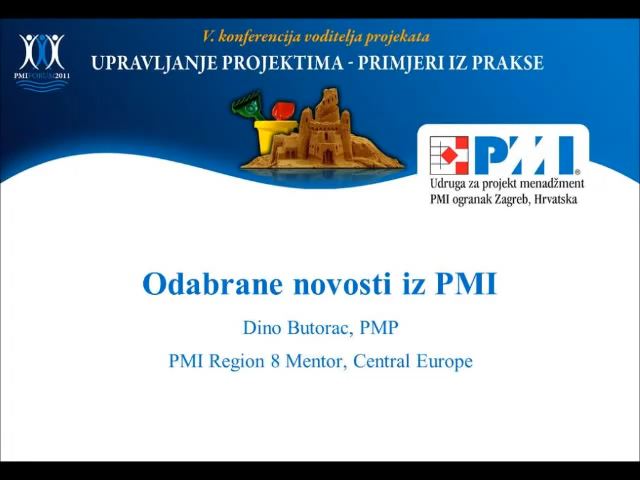 V. konferencija voditelja projekata
UPRAVLJANJE PROJEKTIMA - PRIMJERI IZ PRAKSE
PMIFORUM2011
PMI®
Udruga za projekt menadžment
PMI ogranak Zagreb, Hrvatska
Odabrane novosti iz PMI
Dino Butorac, PMP
PMI Region 8 Mentor, Central Europe